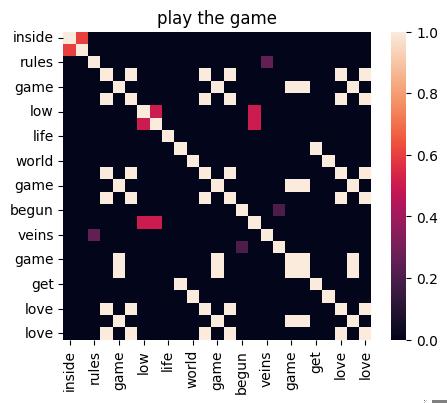 play the game
inside
rules
game
low
life
world
game
begun
veins
game
get
love
love
1.0
0.8
0.6
0.4
0.2
0.0
inside
rules
game
low
life
world
game
begun
veins
game
get
love
love